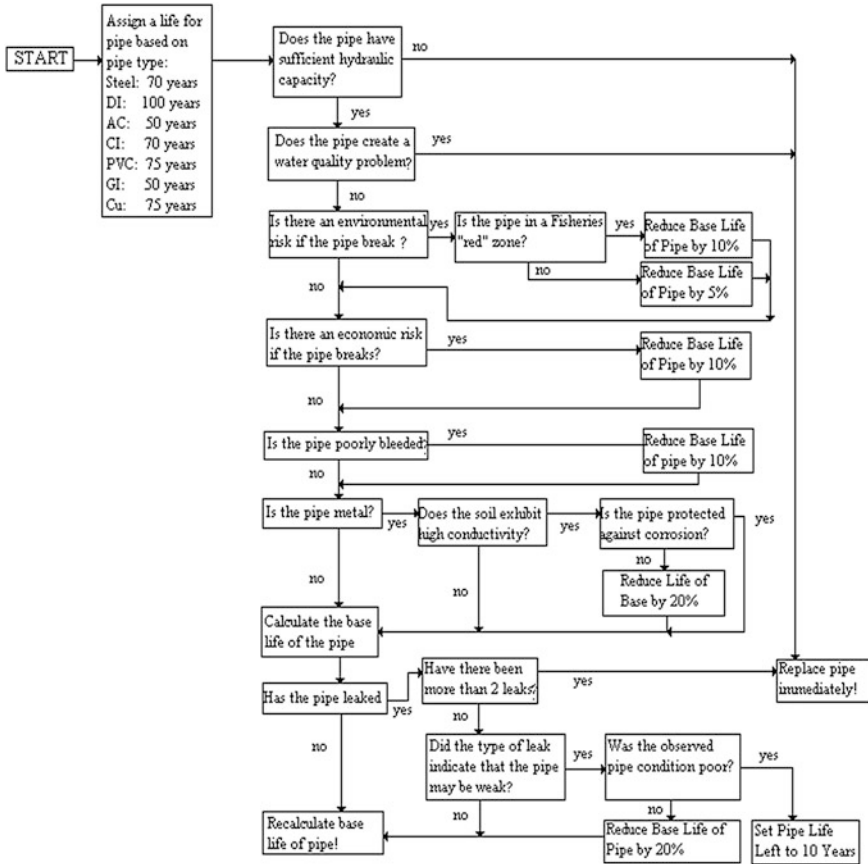 START
Assign a life for
pipe based on
pipe type:
Steel: 70 years
DI: 100 years
AC: 50 years
CI: 70 years
PVC: 75 years
GI: 50 years
Cu: 75 years
Does the pipe have
sufficient hydraulic
capacity?
no
yes
Does the pipe create a
water quality problem?
yes
no
Is there an environmental
risk if the pipe break ?
yes
Is the pipe in a Fisheries
"red" zone?
yes
Reduce Base Life
of Pipe by 10%
no
Reduce Base Life
of Pipe by 5%
no
Is there an economic risk
if the pipe breaks?
yes
Reduce Base Life
of Pipe by 10%
no
Is the pipe poorly bleeded?
yes
Reduce Base Life
of pipe by 10%
no
Is the pipe metal?
yes
Does the soil exhibit
high conductivity?
yes
Is the pipe protected
against corrosion?
yes
no
Reduce Life of
Base by 20%
no
no
Calculate the base
life of the pipe
Has the pipe leaked
yes
Have there been
more than 2 leaks?
yes
Replace pipe
immediately!
no
no
Did the type of leak
indicate that the pipe
may be weak?
yes
Was the observed
pipe condition poor?
yes
no
no
Recalculate base
life of pipe!
Reduce Base Life of
Pipe by 20%
Set Pipe Life
Left to 10 Years